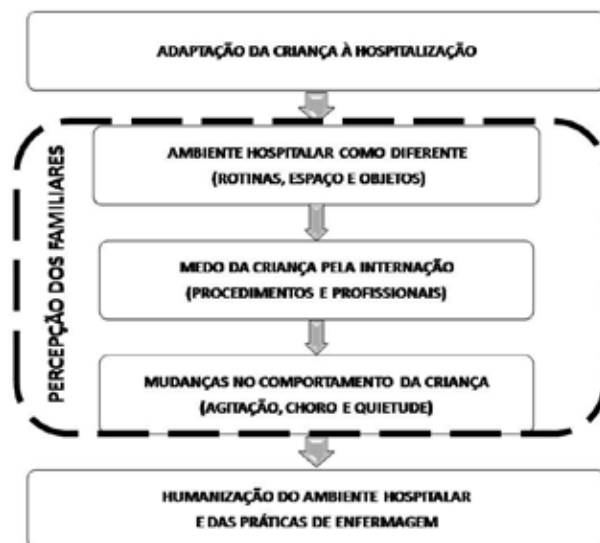 ADAPTAÇÃO DA CRIANÇA À HOSPITALIZAÇÃO
PERCEPÇÃO DOS FAMILIARES
AMBIENTE HOSPITALAR COMO DIFERENTE
(ROTINAS, ESPAÇO E OBJETOS)
MEDO DA CRIANÇA PELA INTERNAÇÃO
(PROCEDIMENTOS E PROFISSIONAIS)
MUDANÇAS NO COMPORTAMENTO DA CRIANÇA
(AGITAÇÃO, CHORO E QUIETUDE)
HUMANIZAÇÃO DO AMBIENTE HOSPITALAR
E DAS PRÁTICAS DE ENFERMAGEM